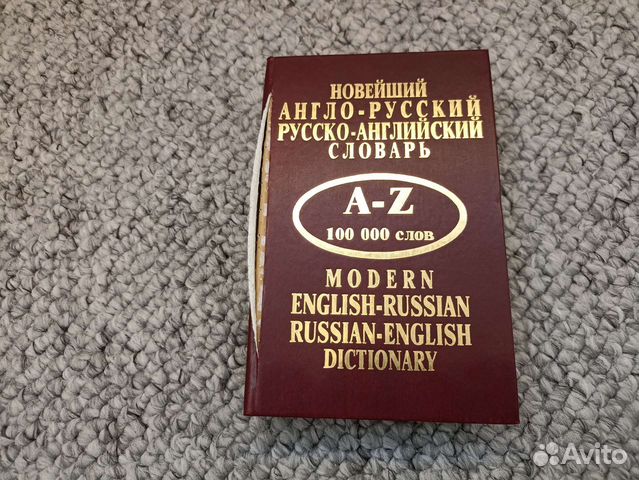 НОВЕЙШИЙ
АНГЛО-РУССКИЙ
РУССКО-АНГЛИЙСКИЙ
СЛОВАРЬ
A-Z
100 000 слов
MODERN
ENGLISH-RUSSIAN
RUSSIAN-ENGLISH
DICTIONARY
Avito